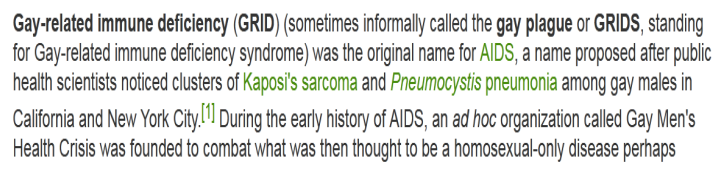 Gay-related immune deficiency (GRID) (sometimes informally called the gay plague or GRIDS, standing
for Gay-related immune deficiency syndrome) was the original name for AIDS, a name proposed after public
health scientists noticed clusters of Kaposi's sarcoma and Pneumocystis pneumonia among gay males in
California and New York City.[1] During the early history of AIDS, an ad hoc organization called Gay Men's
Health Crisis was founded to combat what was then thought to be a homosexual-only disease perhaps